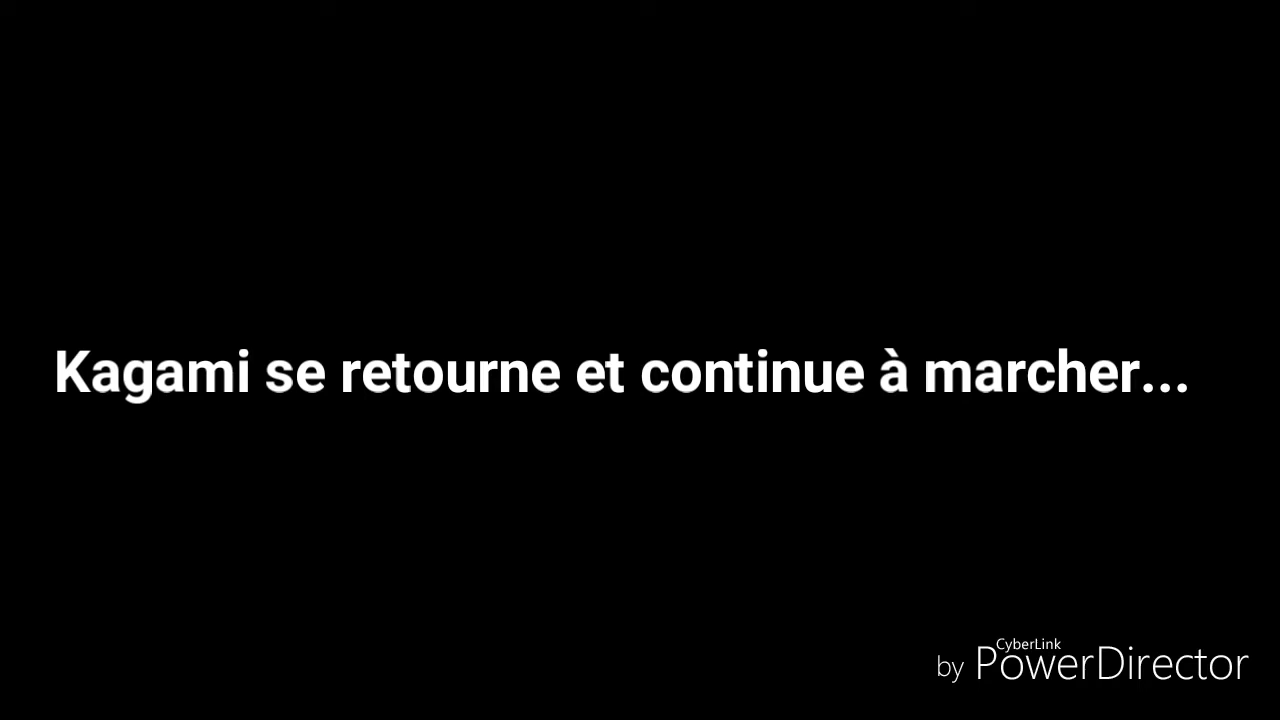 Kagami se retourne et continue à marcher...
CyberLink
by PowerDirector